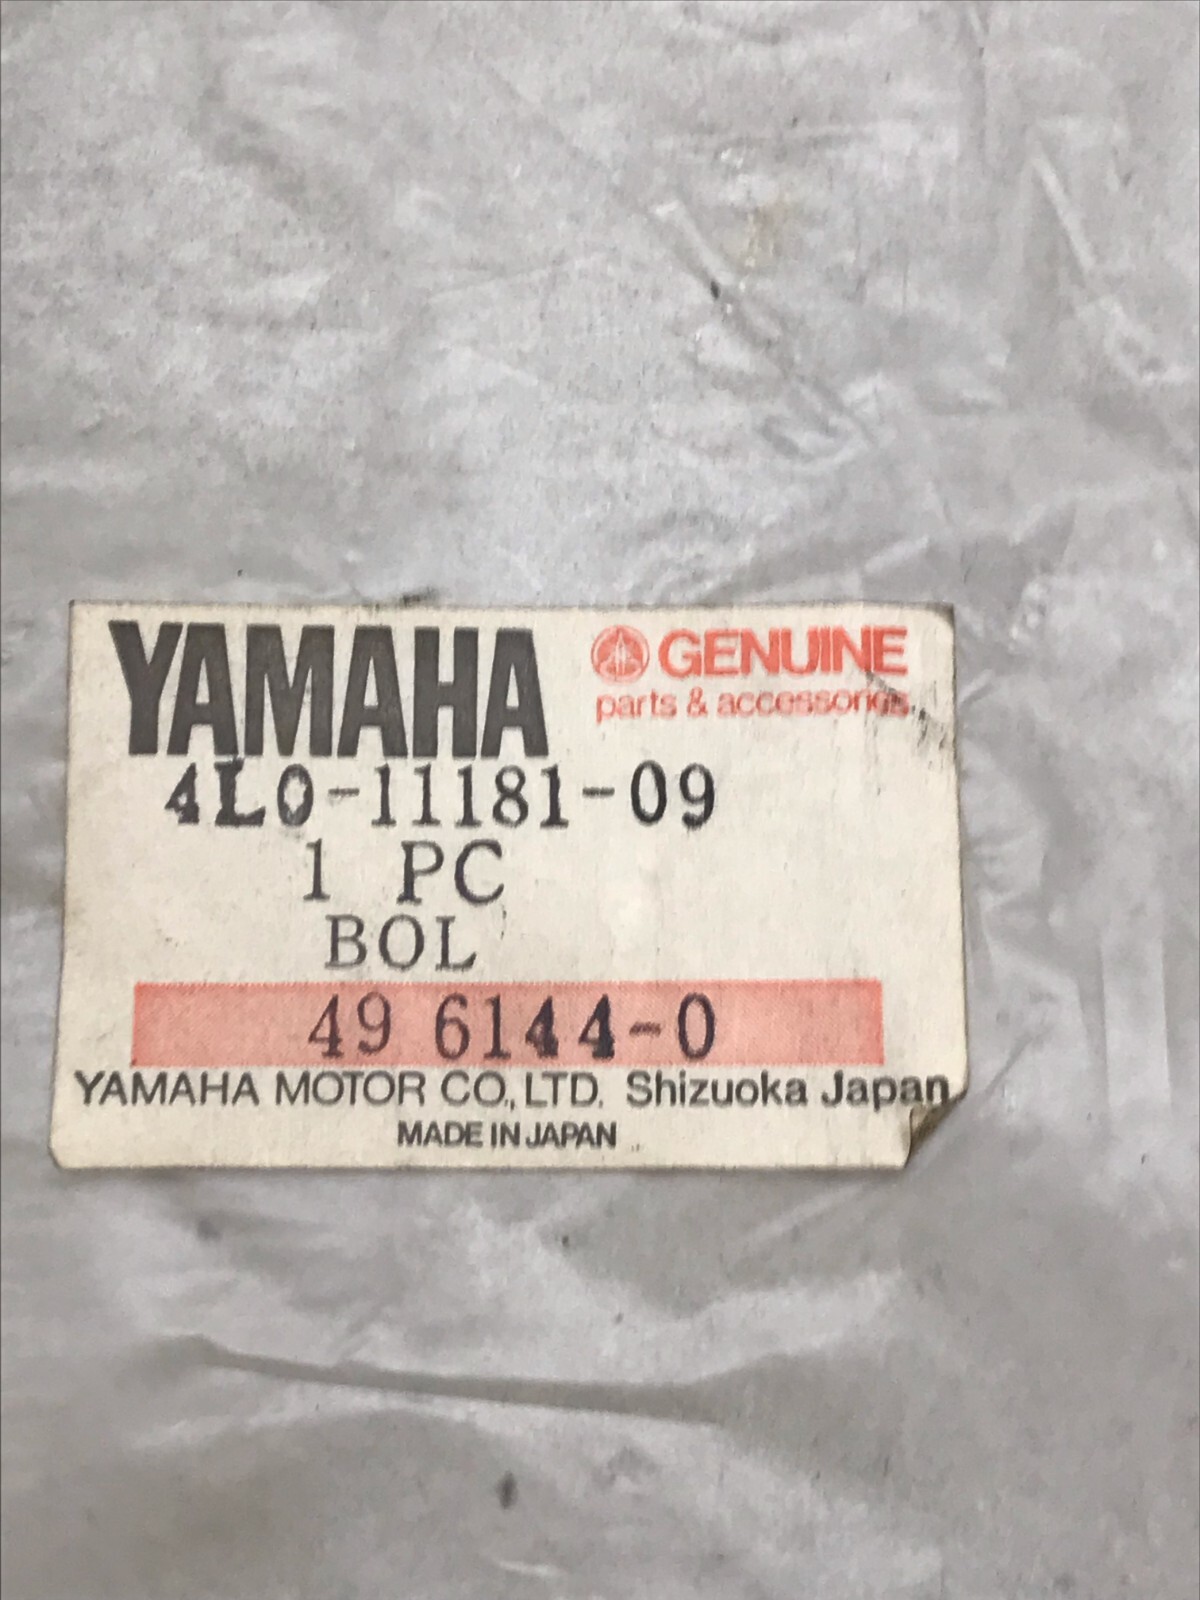 YAMAHA GENUINE
parts & accessories
4L0-11181-09
1 PC
BOL
49 6144-0
YAMAHA MOTOR CO., LTD. Shizuoka Japan
MADE IN JAPAN